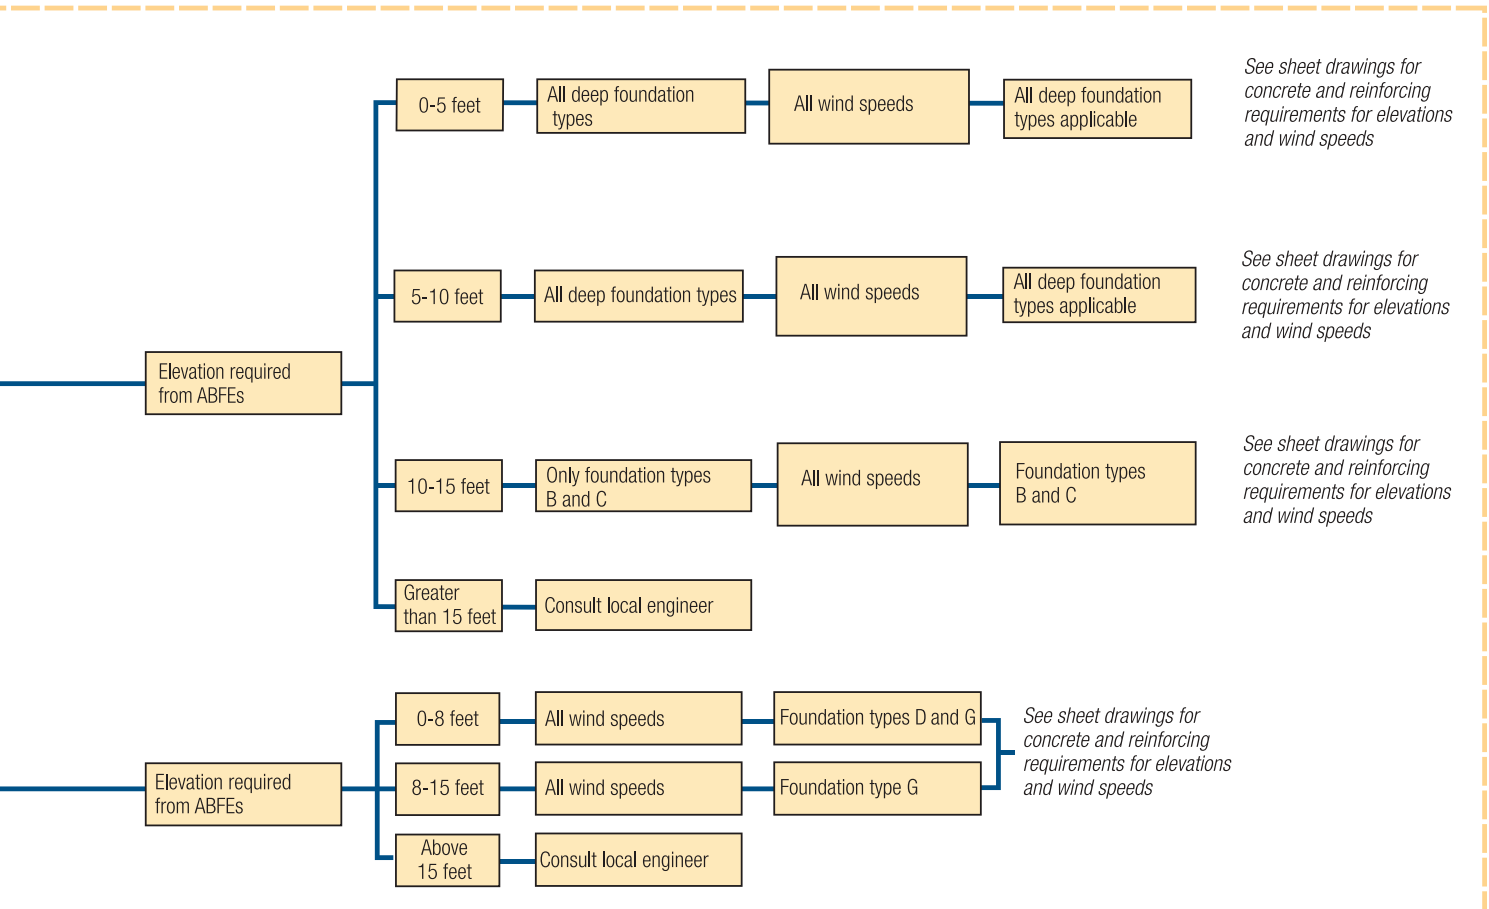 0-5 feet
All deep foundation
types
All wind speeds
All deep foundation
types applicable
See sheet drawings for
concrete and reinforcing
requirements for elevations
and wind speeds
5-10 feet
All deep foundation types
All wind speeds
All deep foundation
types applicable
See sheet drawings for
concrete and reinforcing
requirements for elevations
and wind speeds
Elevation required
from ABFEs
10-15 feet
Only foundation types
B and C
All wind speeds
Foundation types
B and C
See sheet drawings for
concrete and reinforcing
requirements for elevations
and wind speeds
Greater
than 15 feet
Consult local engineer
0-8 feet
All wind speeds
Foundation types D and G
See sheet drawings for
concrete and reinforcing
requirements for elevations
and wind speeds
Elevation required
from ABFEs
8-15 feet
All wind speeds
Foundation type G
Above
15 feet
Consult local engineer